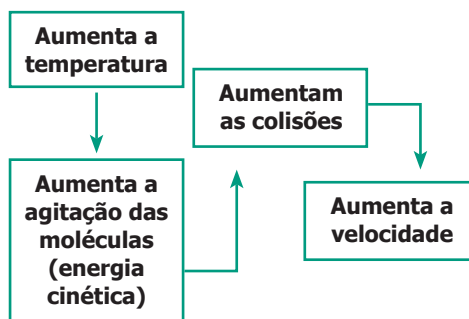 Aumenta a
temperatura
Aumenta a
agitação das
moléculas
(energia
cinética)
Aumentam
as colisões
Aumenta a
velocidade